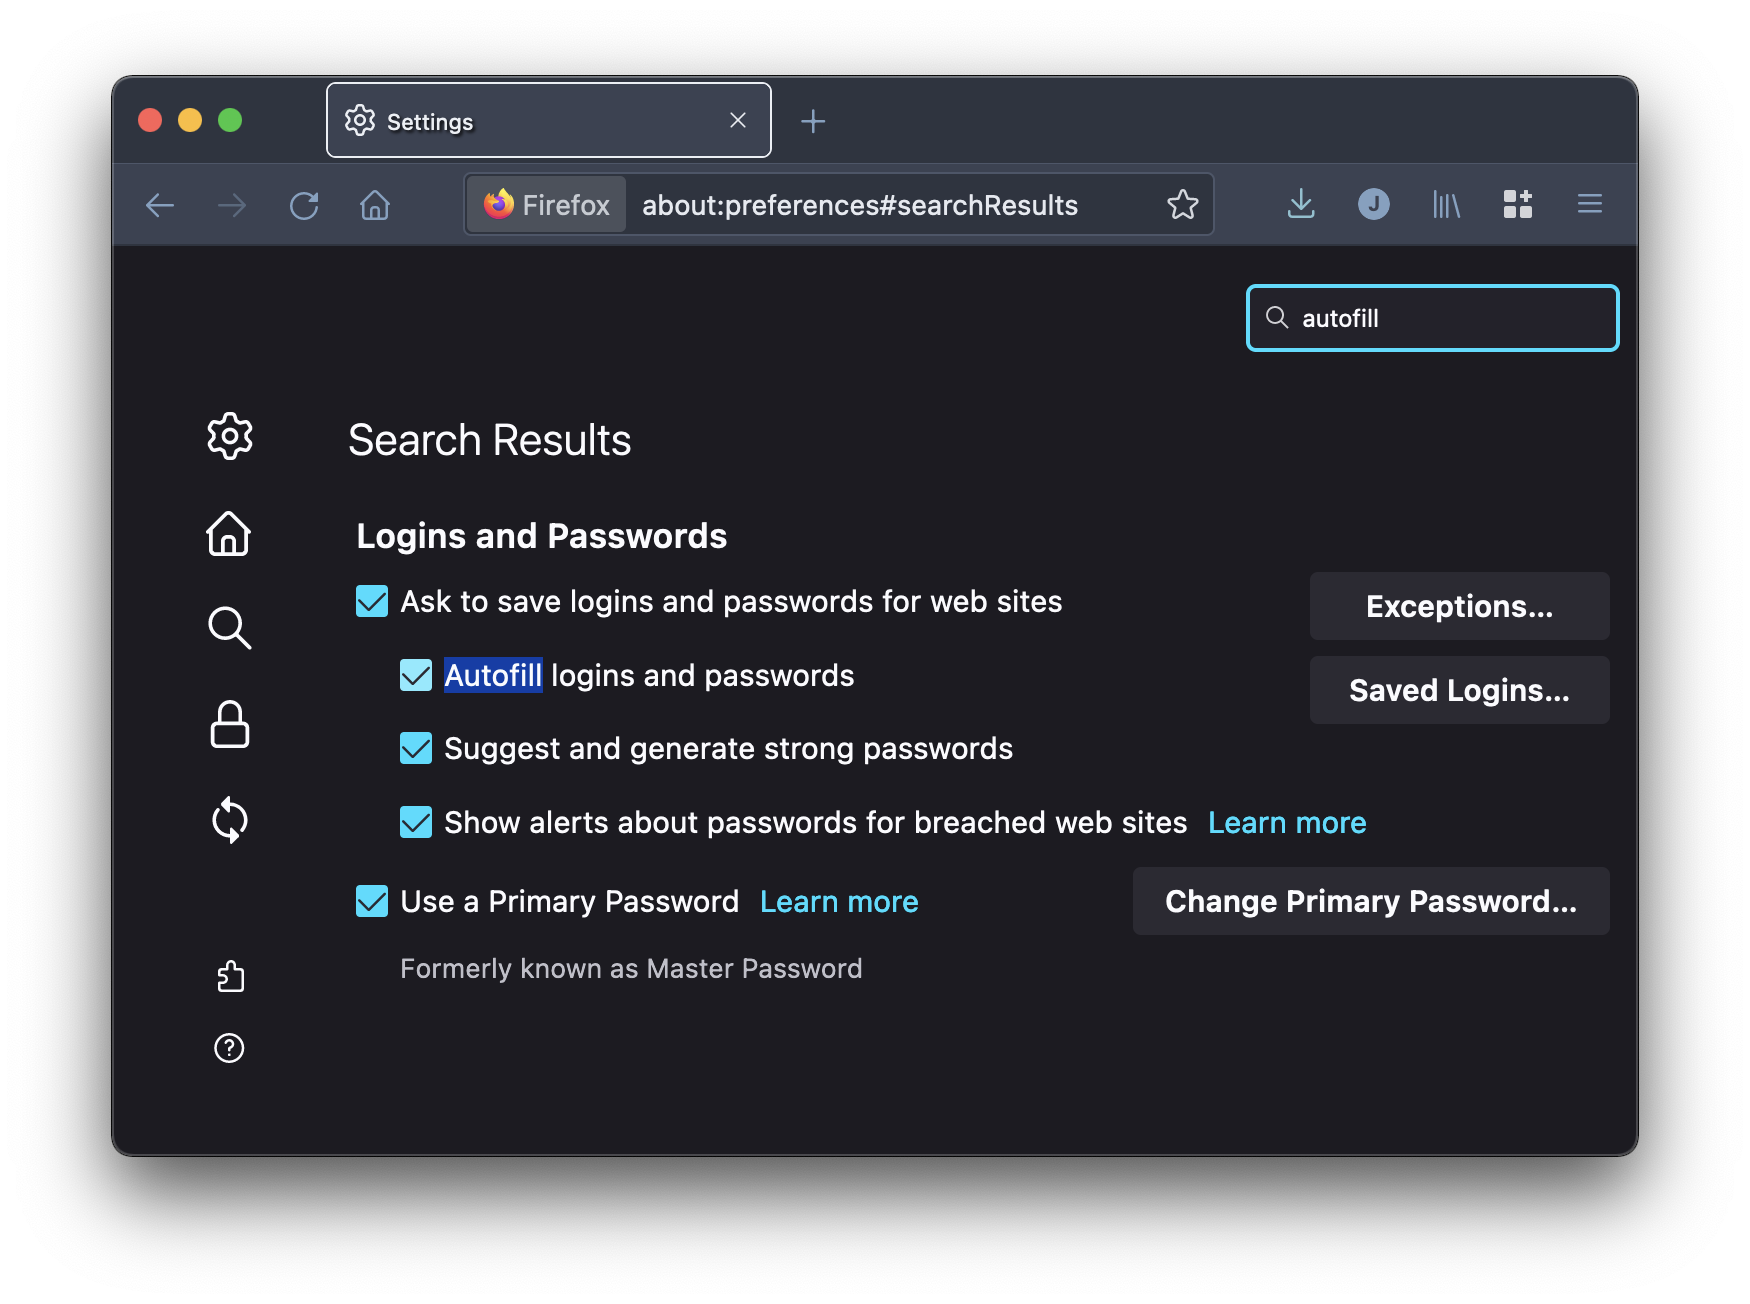 Settings
Firefox about:preferences#searchResults
J
autofill
Search Results
Logins and Passwords
Ask to save logins and passwords for web sites
Exceptions...
Autofill logins and passwords
Saved Logins...
Suggest and generate strong passwords
Show alerts about passwords for breached web sites Learn more
Use a Primary Password Learn more
Change Primary Password...
Formerly known as Master Password